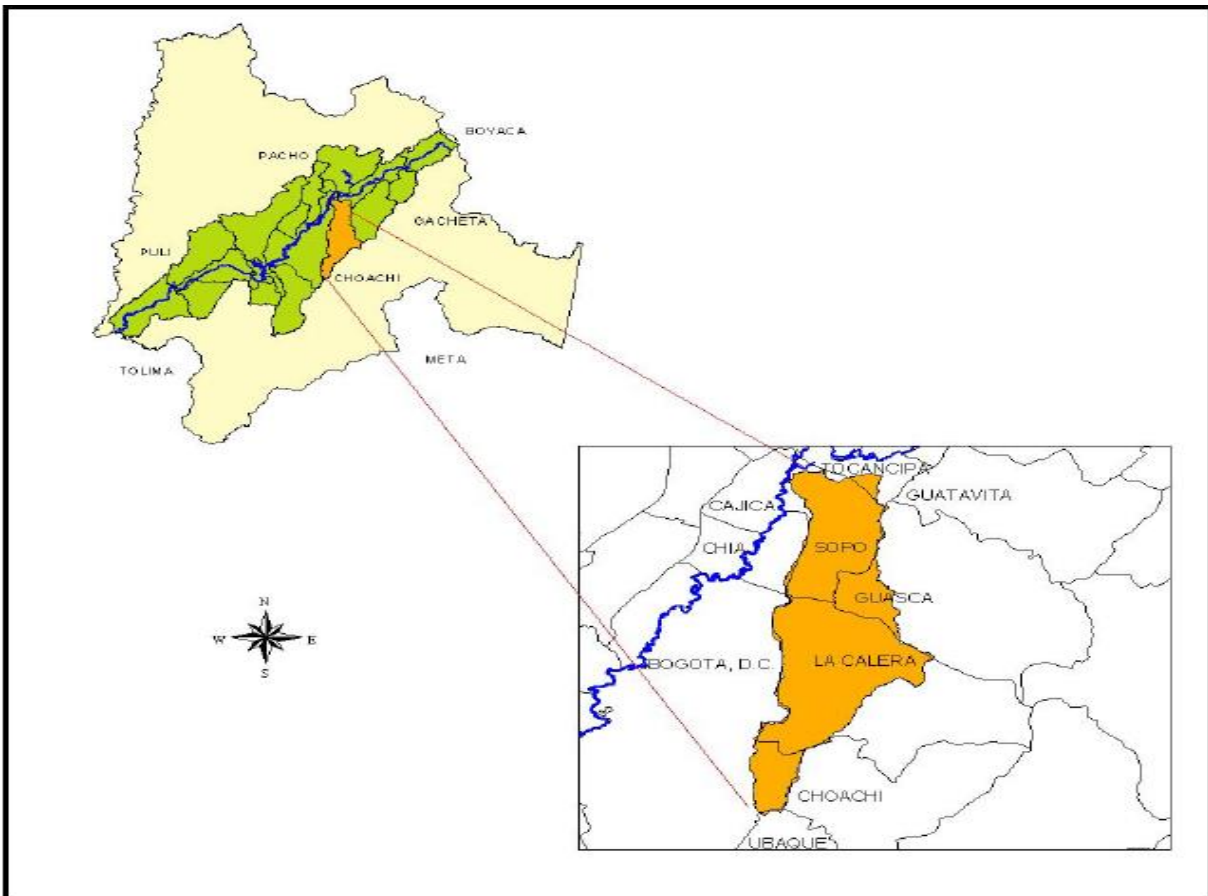 BOYACA
PACHO
GACHETA
PULI
CHOACHI
META
TOLIMA
N
W
E
S
TOCANCIPA
GUATAVITA
CAJICA
CHIA
SOPO
GUASCA
BOGOTA, D.C.
LA CALERA
CHOACHI
UBAQUE